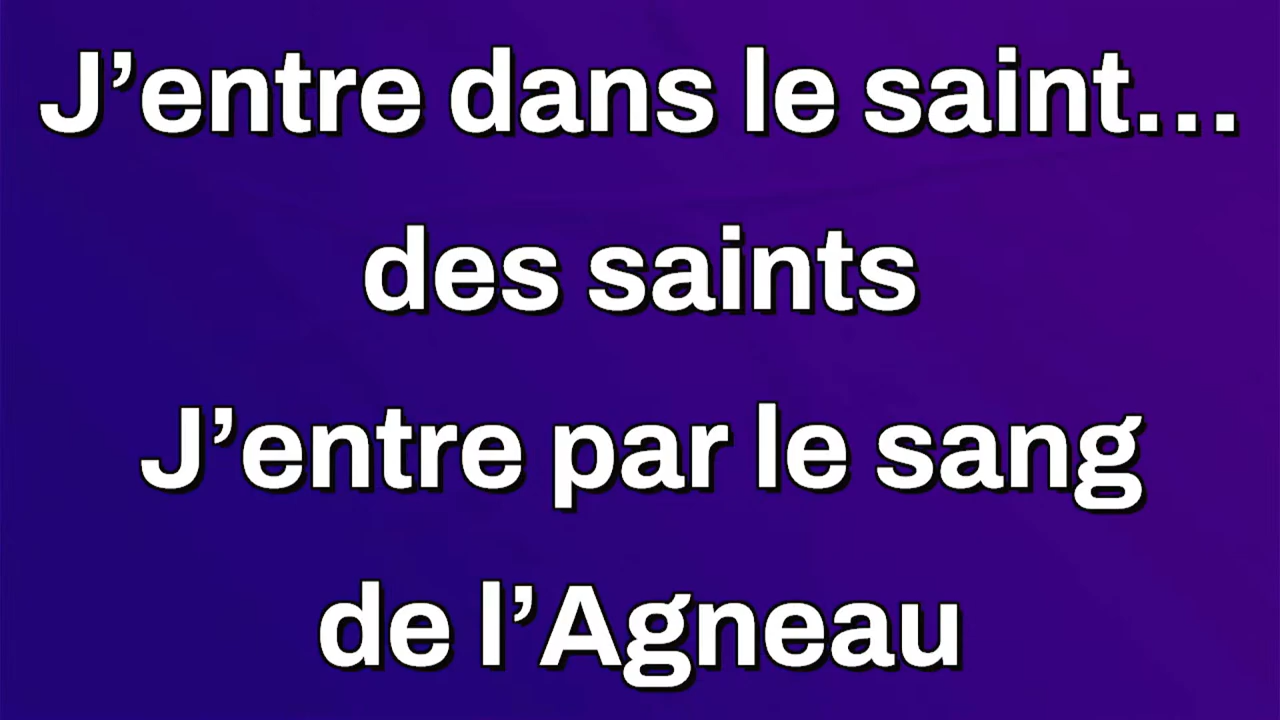 J’entre dans le saint…
des saints
J’entre par le sang
de l’Agneau